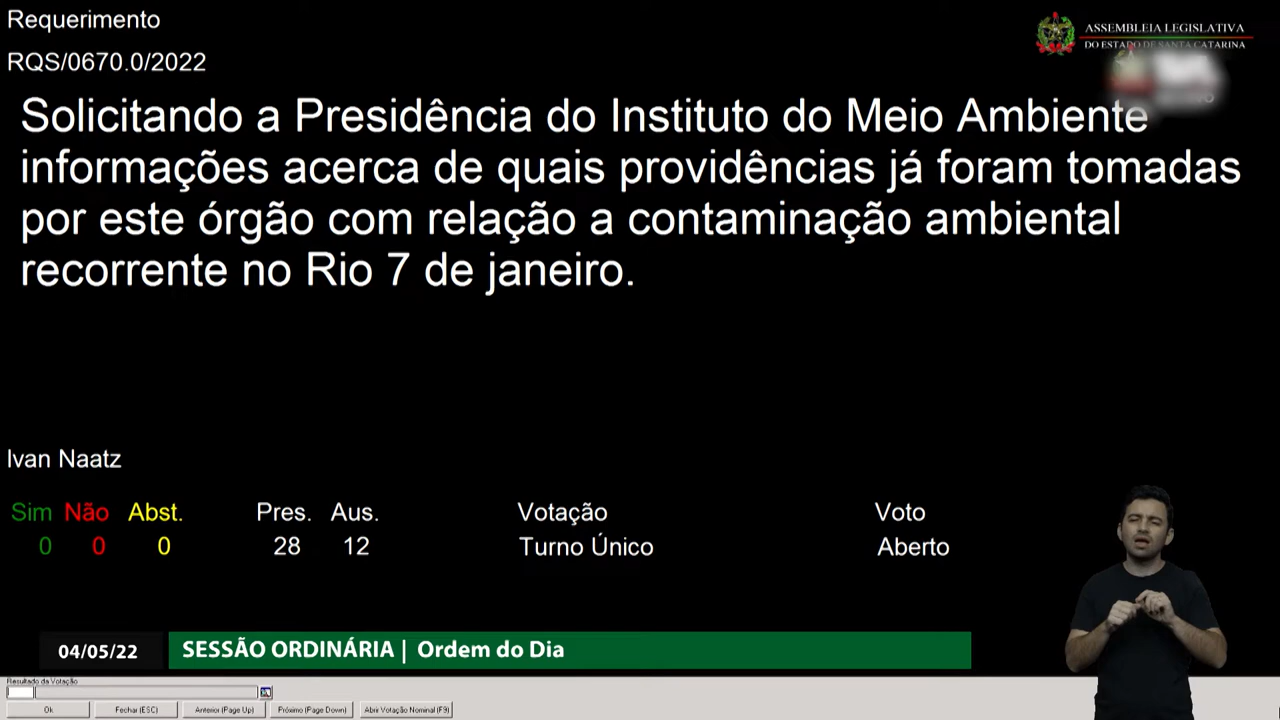 Requerimento
ASSEMBLEIA LEGISLATIVA
DO ESTADO DE SANTA CATARINA
RQS/0670.0/2022
Solicitando a Presidência do Instituto do Meio Ambiente
informações acerca de quais providências já foram tomadas
por este órgão com relação a contaminação ambiental
recorrente no Rio 7 de janeiro.
Ivan Naatz
Sim Não Abst. Pres. Aus. Votação Voto
0 0 0 28 12 Turno Único Aberto
04/05/22 SESSÃO ORDINÁRIA | Ordem do Dia
Resultado da Votação
Ok Fechar (ESC) Anterior (Page Up) Próximo (Page Down) Abrir Votação Nominal (F9)